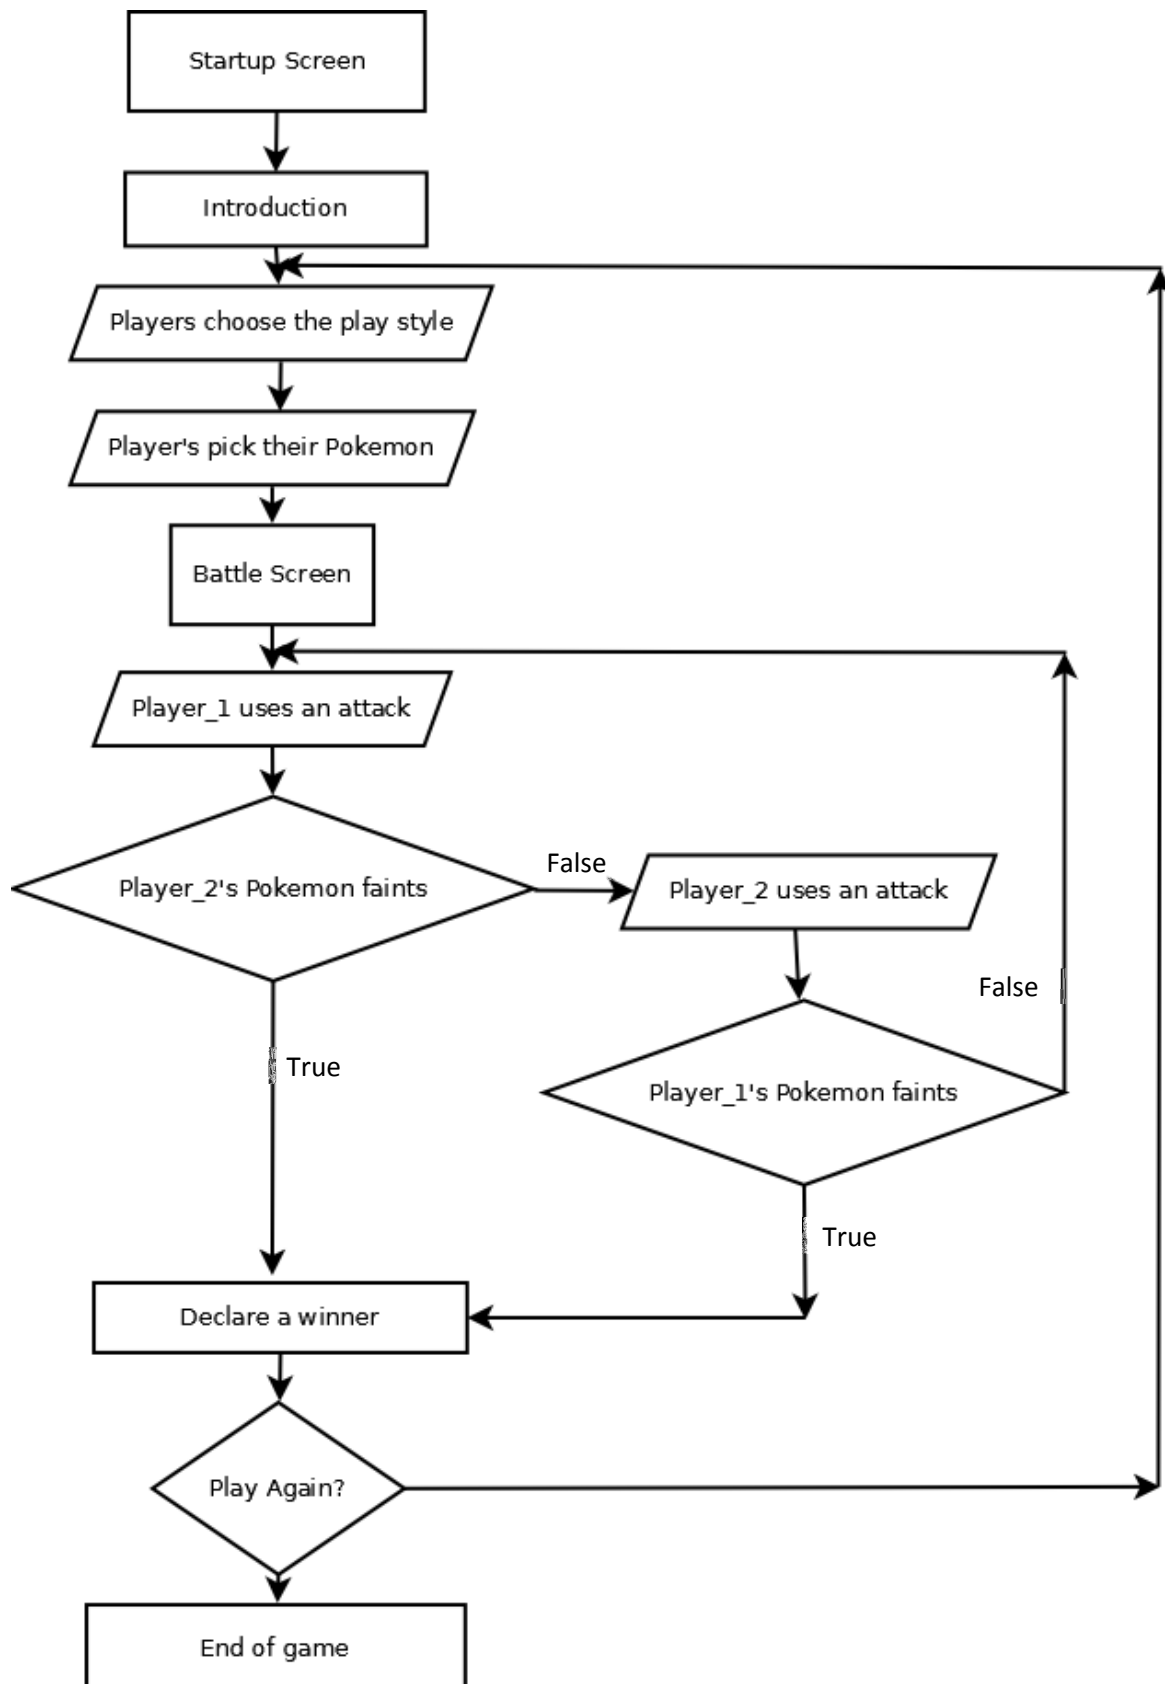 Startup Screen
Introduction
Players choose the play style
Player's pick their Pokemon
Battle Screen
Player_1 uses an attack
Player_2's Pokemon faints
False
Player_2 uses an attack
False
True
Player_1's Pokemon faints
True
Declare a winner
Play Again?
End of game